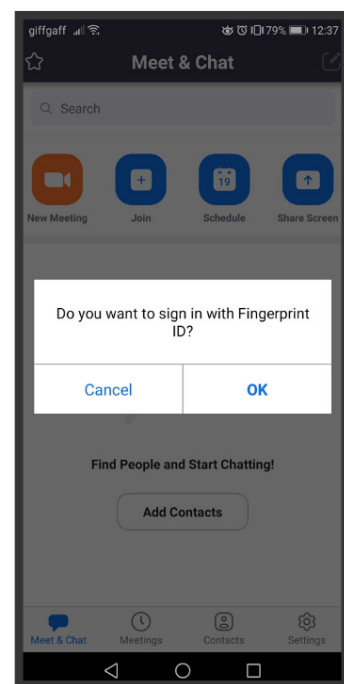 giffgaff 79% 12:37
Meet & Chat
Search
19
New Meeting Join Schedule Share Screen
Do you want to sign in with Fingerprint
ID?
Cancel OK
Find People and Start Chatting!
Add Contacts
Meet & Chat Meetings Contacts Settings